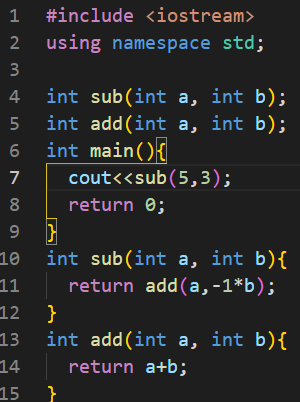 1 #include <iostream>
2 using namespace std;
3
4 int sub(int a, int b);
5 int add(int a, int b);
6 int main(){
7   cout<<sub(5,3);
8   return 0;
9 }
10 int sub(int a, int b){
11   return add(a,-1*b);
12 }
13 int add(int a, int b){
14   return a+b;
15 }